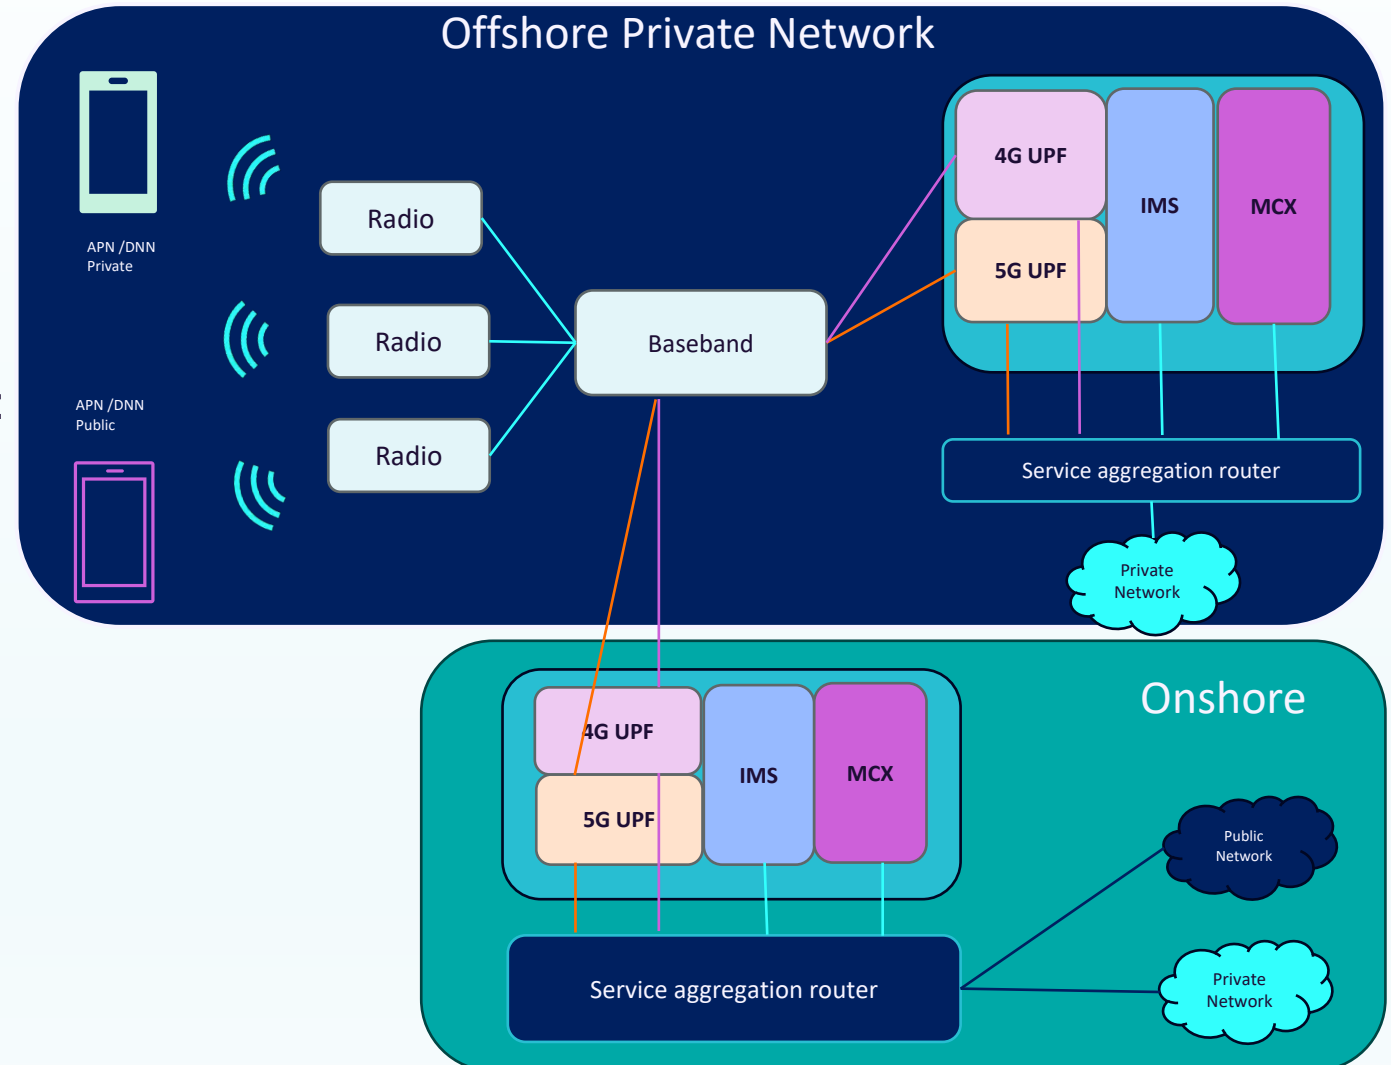 Offshore Private Network
APN /DNN
Private
Radio
Radio
Radio
APN /DNN
Public
Baseband
4G UPF
5G UPF
IMS
MCX
Service aggregation router
Private
Network
Onshore
4G UPF
5G UPF
IMS
MCX
Service aggregation router
Public
Network
Private
Network